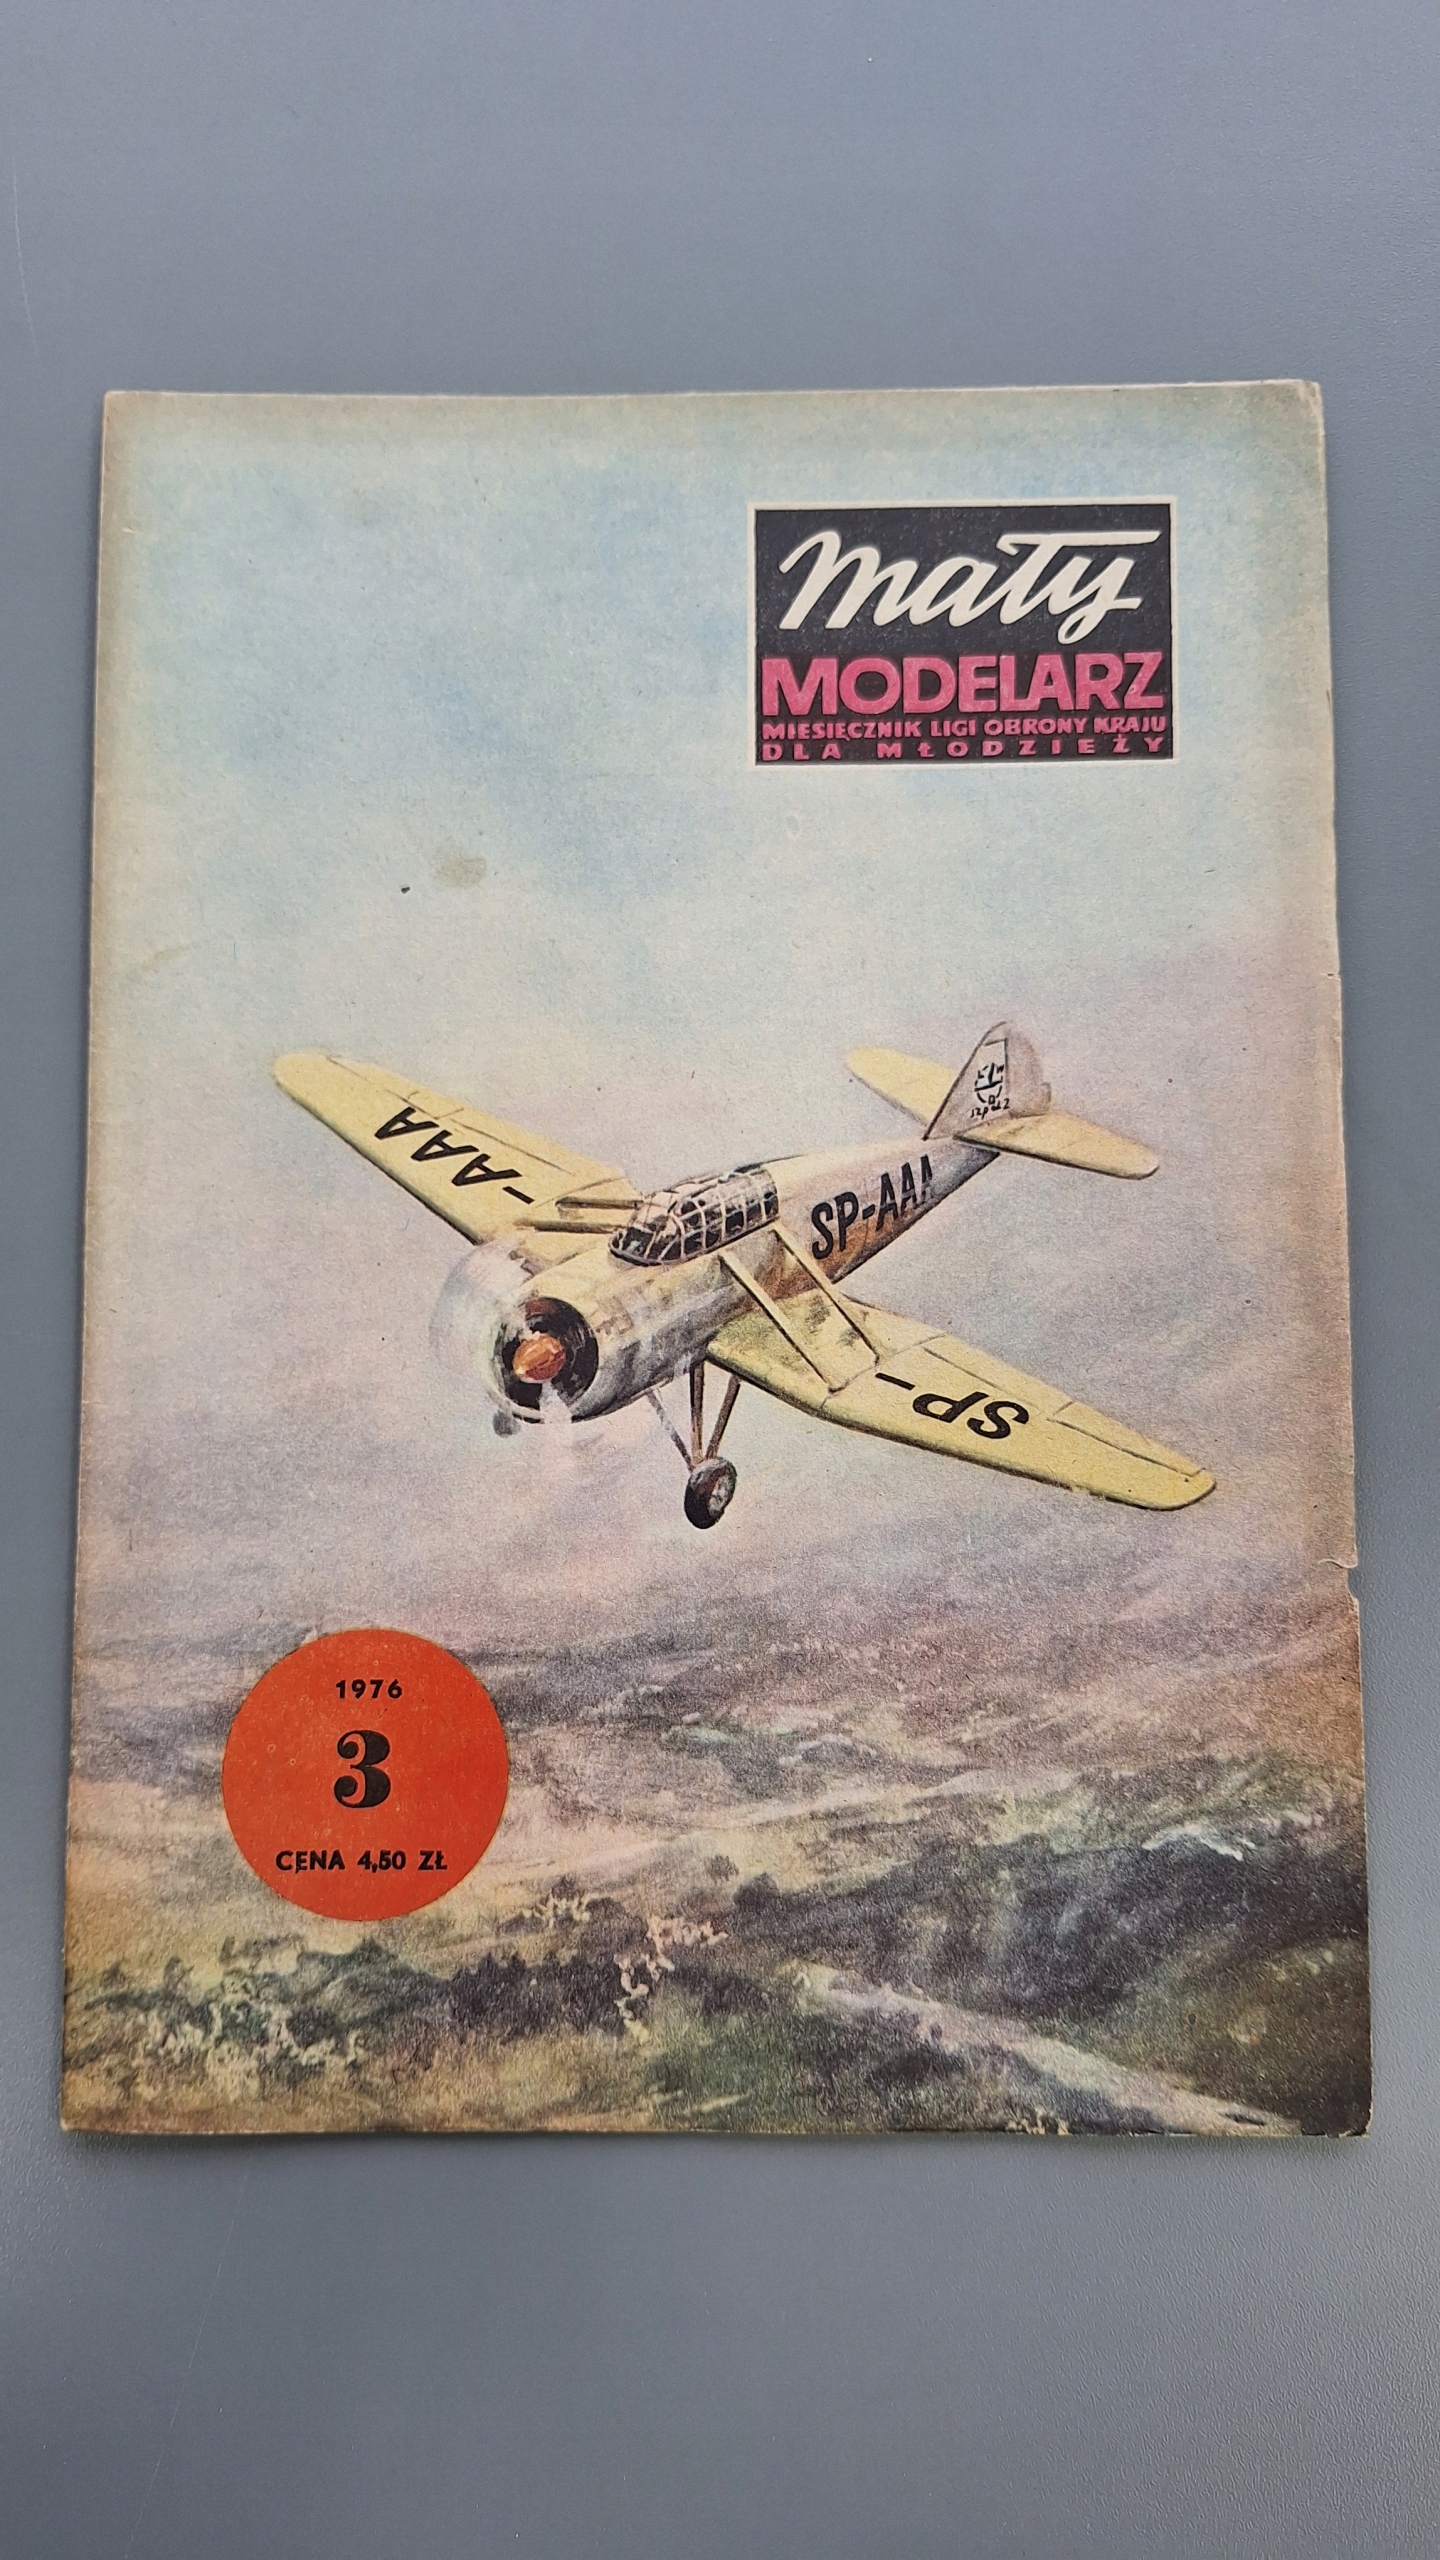 Mały
MODELARZ
MIESIĘCZNIK LIGI OBRONY KRAJU
DLA MŁODZIEŻY
-AAA
SP-AAA
SP-
1976
3
CENA 4,50 ZŁ